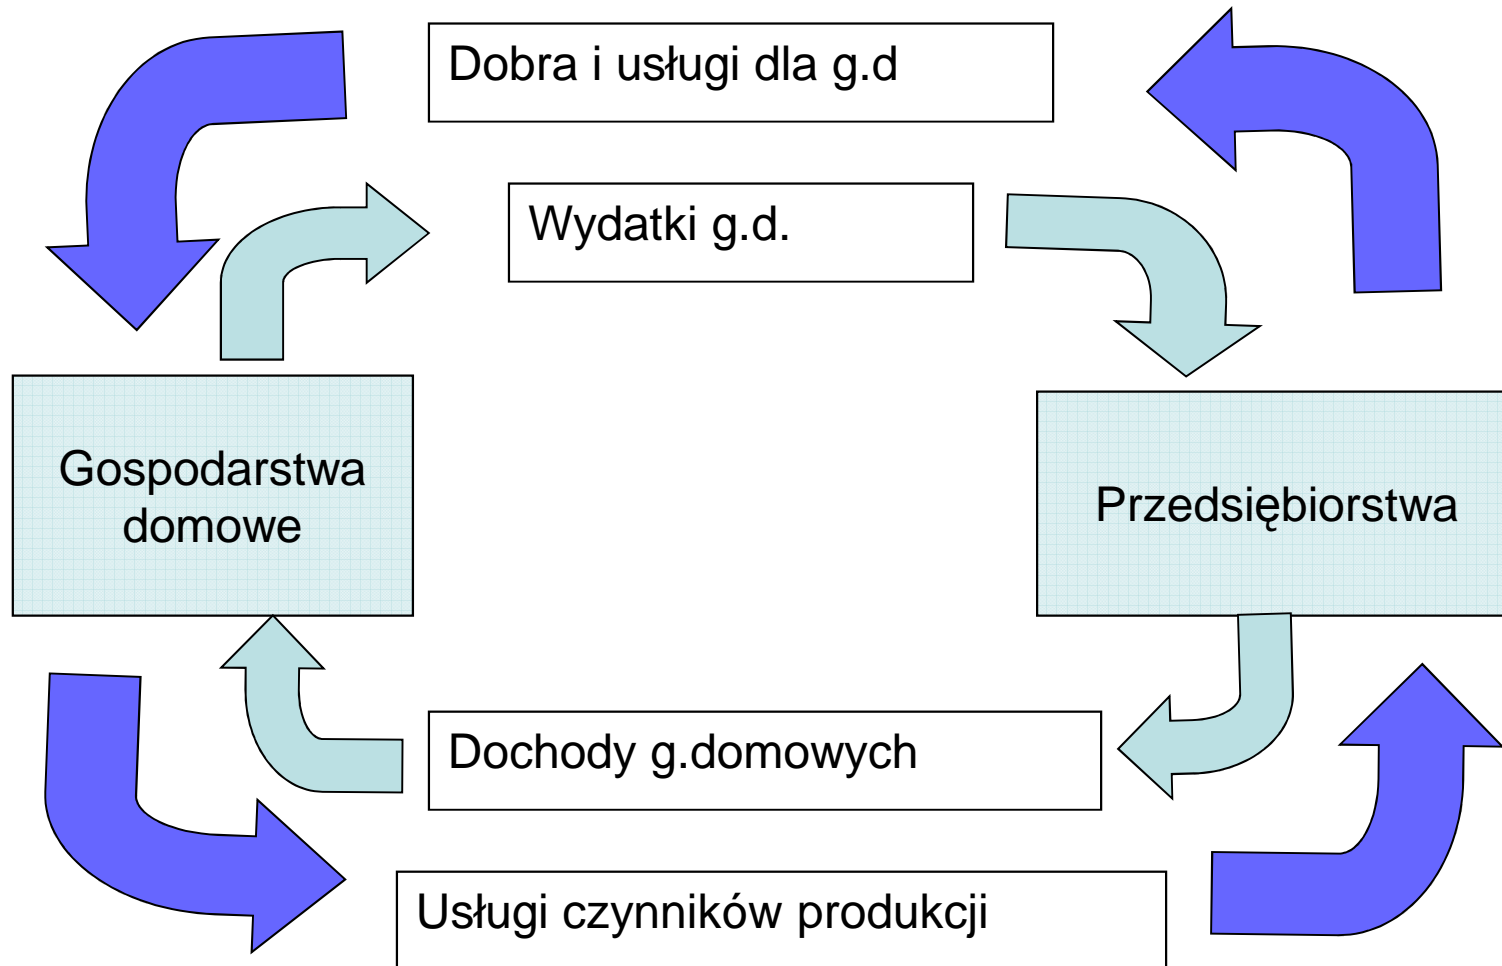 Dobra i usługi dla g.d
Wydatki g.d.
Gospodarstwa
domowe
Przedsiębiorstwa
Dochody g.domowych
Usługi czynników produkcji